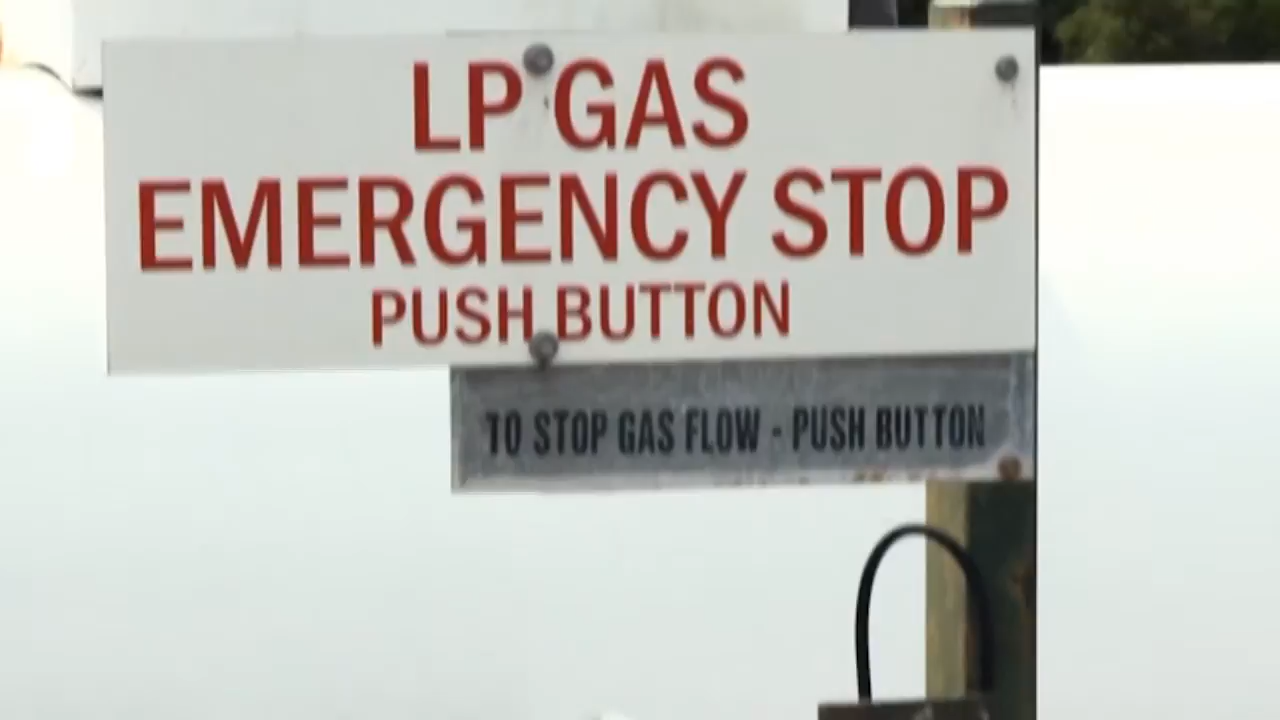 LP GAS
EMERGENCY STOP
PUSH BUTTON
TO STOP GAS FLOW - PUSH BUTTON